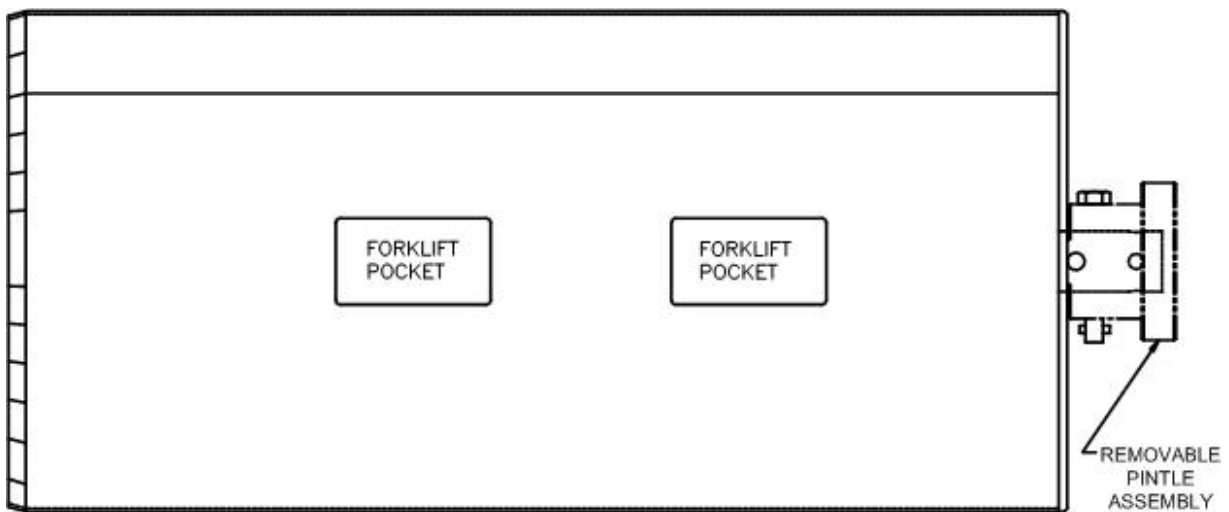 FORKLIFT
POCKET
FORKLIFT
POCKET
REMOVABLE
PINTLE
ASSEMBLY